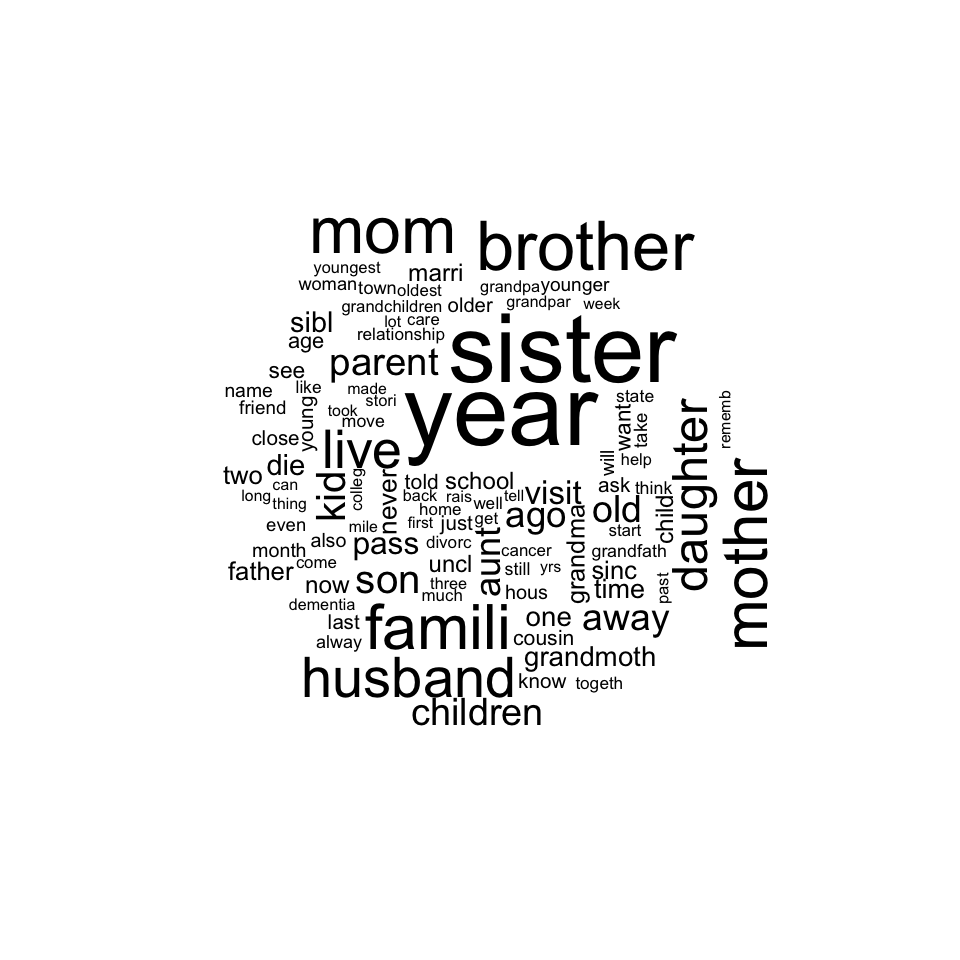 mom
brother
youngest
marri
woman
town
oldest
grandpa
younger
grandchildren
older
grandpar
week
sibl
lot
care
age
relationship
sister
parent
see
name
like
made
year
state
friend
young
stori
took
move
want
take
daughter
rememb
close
live
will
help
two
die
kid
colleg
never
told
school
visit
ask
think
can
long
thing
back
rais
well
tell
home
ago
old
child
mother
even
mile
first
just
get
start
month
also
pass
divorc
aunt
cancer
grandma
grandfath
father
come
uncl
still
yrs
sinc
now
son
three
much
hous
time
past
dementia
last
famili
one
away
alway
cousin
grandmoth
husband
know
togeth
children